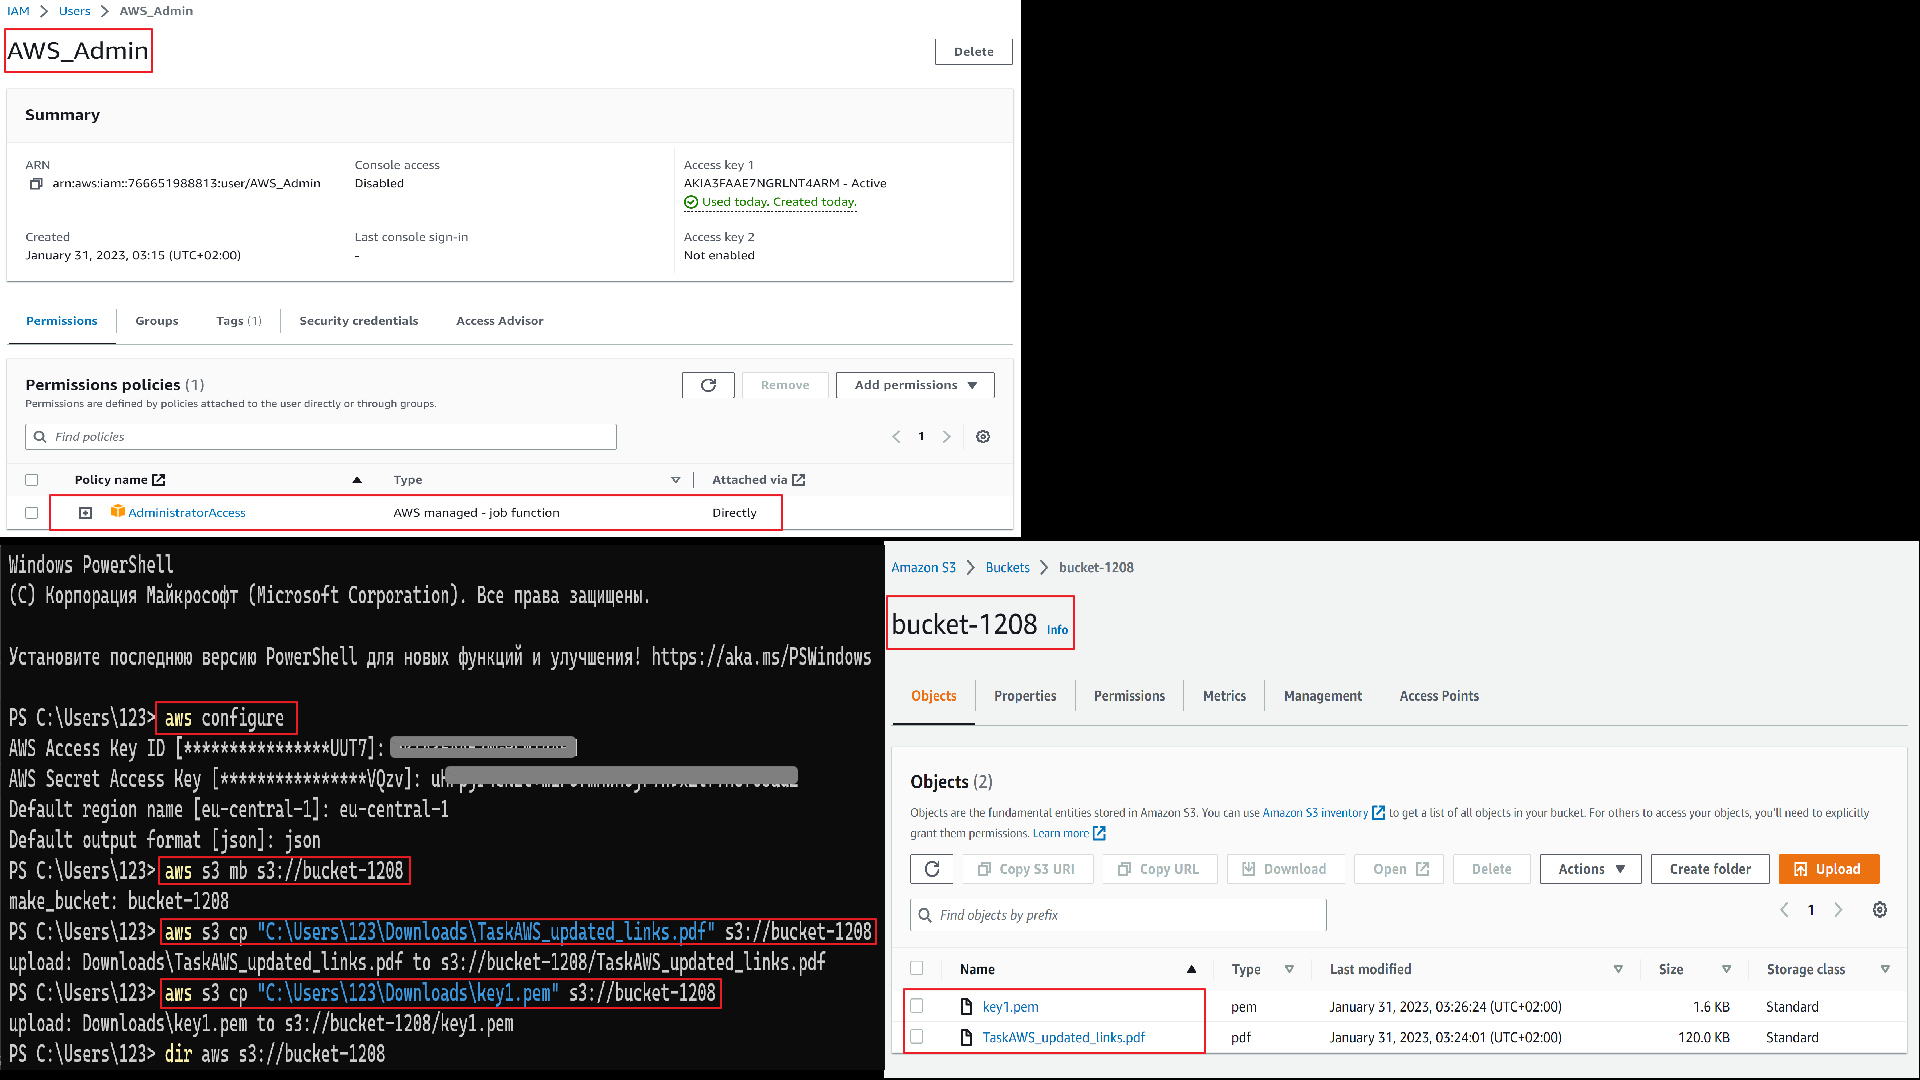 IAM > Users > AWS_Admin
AWS_Admin
Delete
Summary
ARN
arn:aws:iam::766651988813:user/AWS_Admin
Console access
Disabled
Access key 1
AKIA3FAAE7NGRLNT4ARM - Active
Used today. Created today.
Created
January 31, 2023, 03:15 (UTC+02:00)
Last console sign-in
-
Access key 2
Not enabled
Permissions Groups Tags (1) Security credentials Access Advisor
Permissions policies (1)
Permissions are defined by policies attached to the user directly or through groups.
Remove
Add permissions
Find policies
1
Policy name Type Attached via
AdministratorAccess AWS managed - job function Directly
Windows PowerShell
(C) Корпорация Майкрософт (Microsoft Corporation). Все права защищены.
Установите последнюю версию PowerShell для новых функций и улучшения! https://aka.ms/PSWindows
PS C:\Users\123> aws configure
AWS Access Key ID [****************UUT7]:
AWS Secret Access Key [****************VQzv]:
Default region name [eu-central-1]: eu-central-1
Default output format [json]: json
PS C:\Users\123> aws s3 mb s3://bucket-1208
make_bucket: bucket-1208
PS C:\Users\123> aws s3 cp "C:\Users\123\Downloads\TaskAWS_updated_links.pdf" s3://bucket-1208
upload: Downloads\TaskAWS_updated_links.pdf to s3://bucket-1208/TaskAWS_updated_links.pdf
PS C:\Users\123> aws s3 cp "C:\Users\123\Downloads\key1.pem" s3://bucket-1208
upload: Downloads\key1.pem to s3://bucket-1208/key1.pem
PS C:\Users\123> dir aws s3://bucket-1208
Amazon S3 > Buckets > bucket-1208
bucket-1208 Info
Objects Properties Permissions Metrics Management Access Points
Objects (2)
Objects are the fundamental entities stored in Amazon S3. You can use Amazon S3 inventory to get a list of all objects in your bucket. For others to access your objects, you'll need to explicitly
grant them permissions. Learn more
Copy S3 URI Copy URL Download Open Delete Actions Create folder Upload
Find objects by prefix
1
Name Type Last modified Size Storage class
key1.pem pem January 31, 2023, 03:26:24 (UTC+02:00) 1.6 KB Standard
TaskAWS_updated_links.pdf pdf January 31, 2023, 03:24:01 (UTC+02:00) 120.0 KB Standard